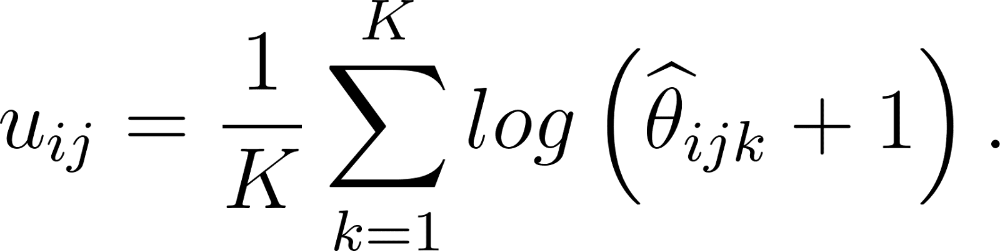 u_{ij} = \frac{1}{K} \sum_{k=1}^{K} log \left( \widehat{\theta}_{ijk} + 1 \right) .